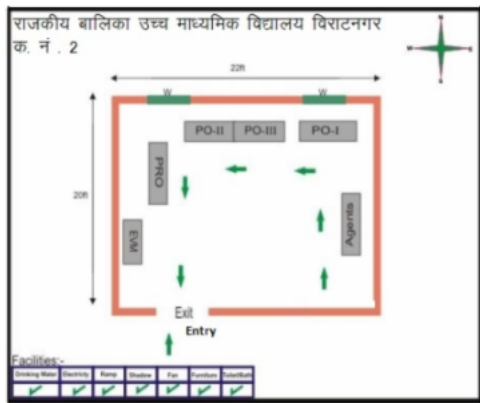 राजकीय बालिका उच्च माध्यमिक विद्यालय विराटनगर
क. नं . 2
22ft
W W
PO-II PO-III PO-I
PRO
20ft
Agents
EVM
Exit
Entry
Facilities:-
Drinking Water Electricty Ramp Shadow Fan Furniture Toilet/Bath